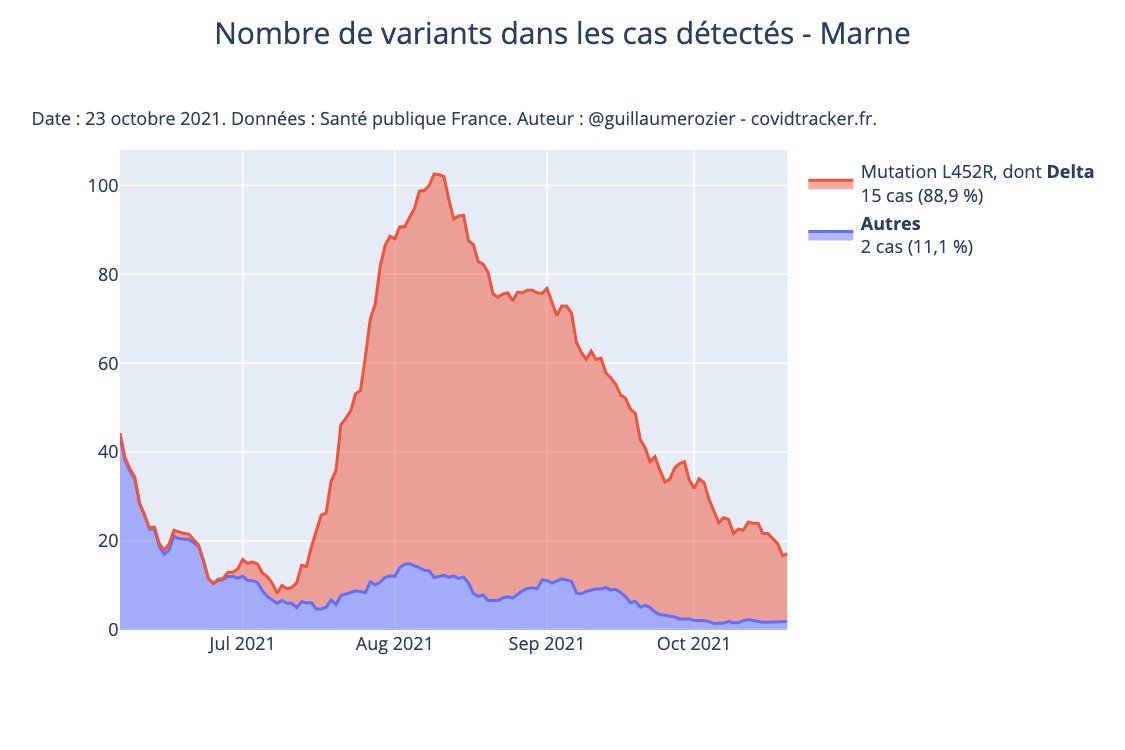 Nombre de variants dans les cas détectés - Marne
Date : 23 octobre 2021. Données : Santé publique France. Auteur : @guillaumerozier - covidtracker.fr.
Mutation L452R, dont Delta
15 cas (88,9 %)
Autres
2 cas (11,1 %)
100
80
60
40
20
0
Jul 2021 Aug 2021 Sep 2021 Oct 2021